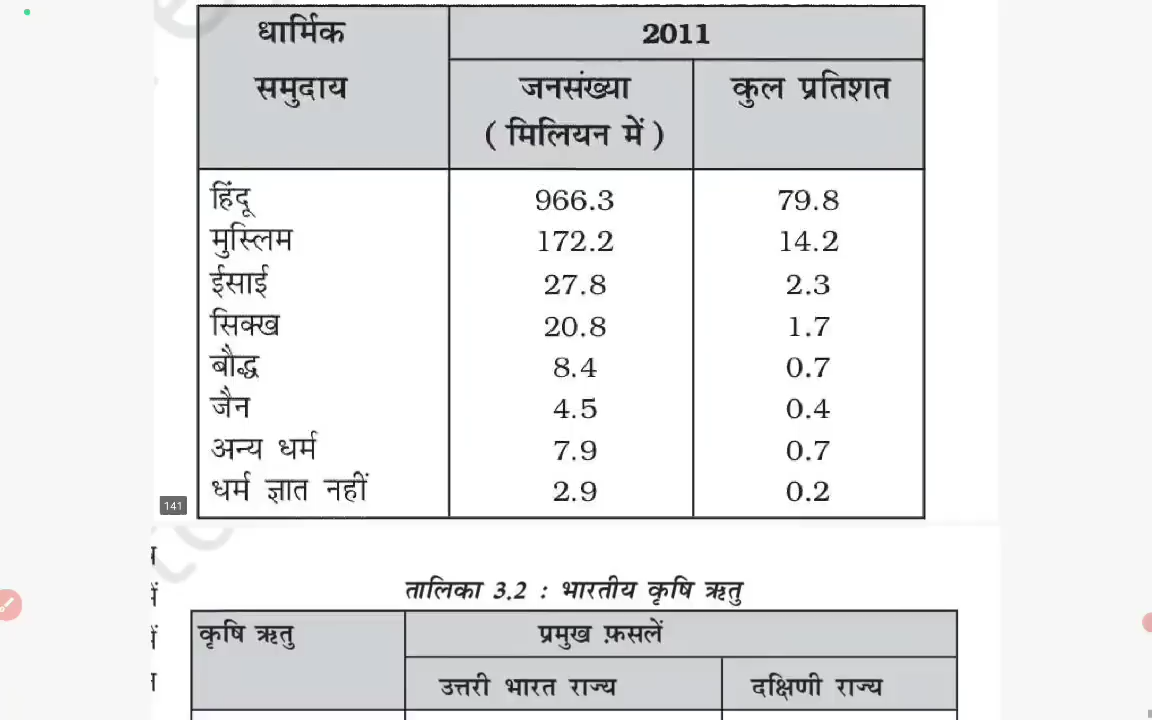 धार्मिक समुदाय
2011
जनसंख्या ( मिलियन में )
कुल प्रतिशत
हिंदू 966.3 79.8
मुस्लिम 172.2 14.2
ईसाई 27.8 2.3
सिक्ख 20.8 1.7
बौद्ध 8.4 0.7
जैन 4.5 0.4
अन्य धर्म 7.9 0.7
धर्म ज्ञात नहीं 2.9 0.2
141
तालिका 3.2 : भारतीय कृषि ऋतु
कृषि ऋतु प्रमुख फ़सलें
उत्तरी भारत राज्य दक्षिणी राज्य